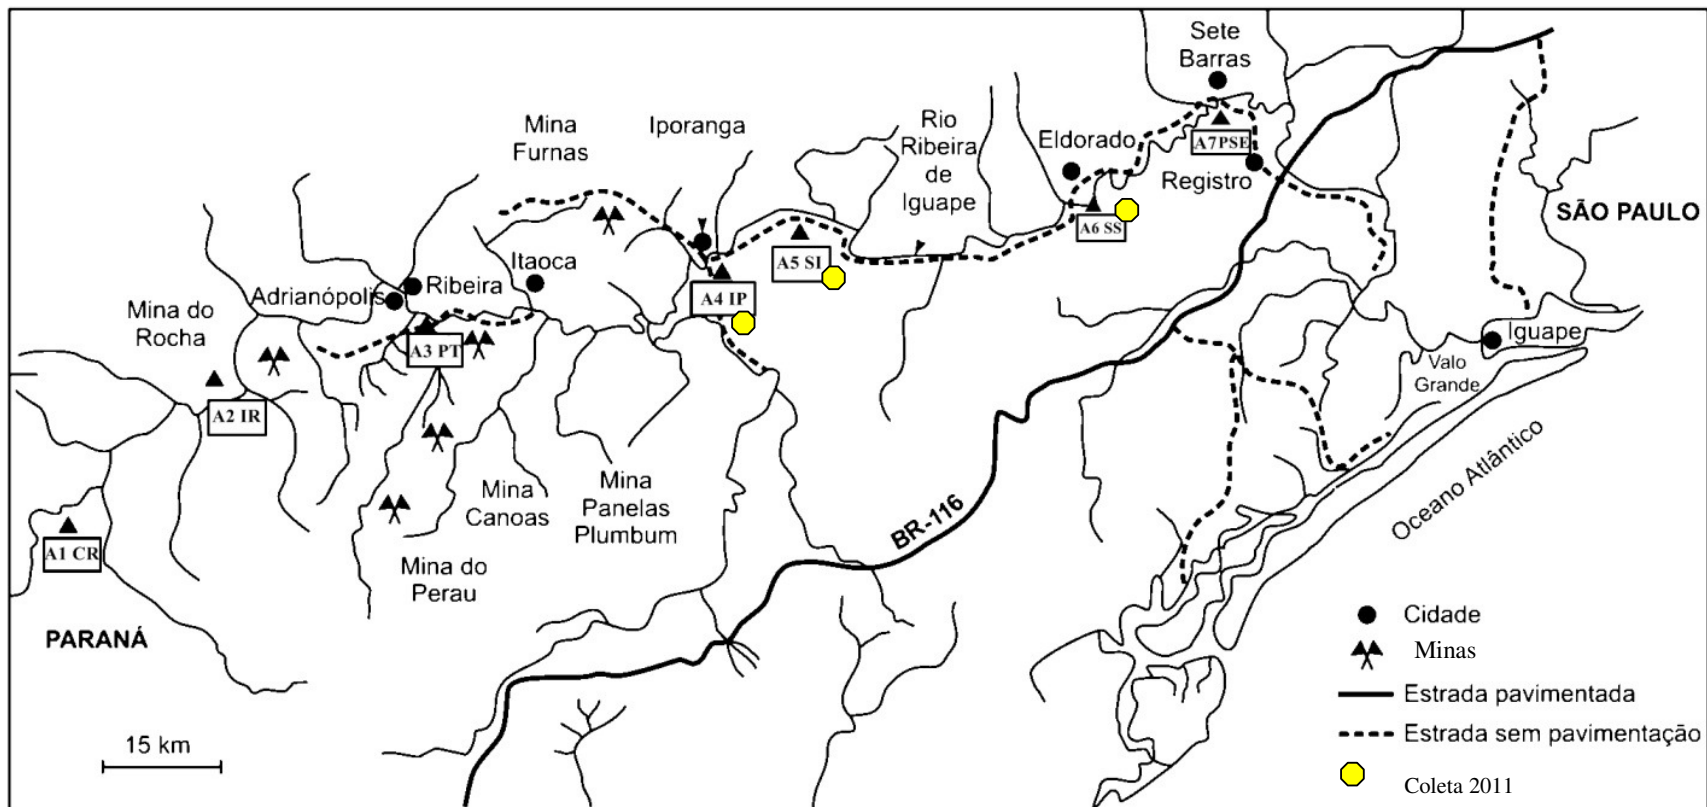 Sete
Barras
Mina
Furnas
Iporanga
Rio
Ribeira
de
Iguape
Eldorado
A7PSE
Registro
SÃO PAULO
A6 SS
A5 SI
Itaoca
Ribeira
Adrianópolis
A4 IP
Mina do
Rocha
A3 PT
Iguape
Valo
Grande
A2 IR
Oceano Atlântico
Mina
Canoas
Mina
Panelas
Plumbum
BR-116
A1 CR
Mina do
Perau
PARANÁ
Cidade
Minas
Estrada pavimentada
Estrada sem pavimentação
15 km
Coleta 2011